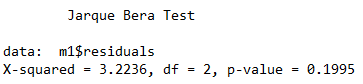 Jarque Bera Test
data:  m1$residuals
X-squared = 3.2236, df = 2, p-value = 0.1995